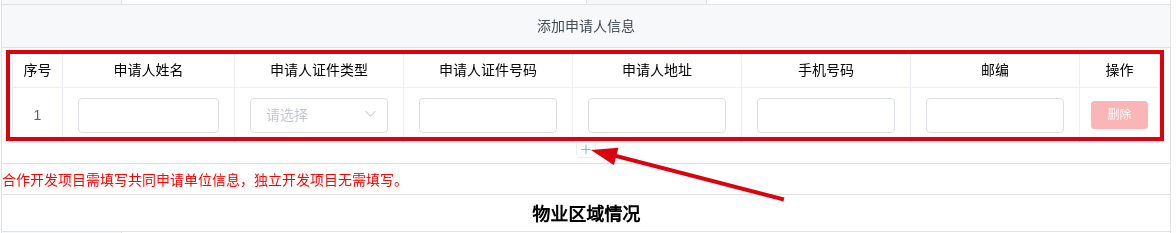 添加申请人信息
序号 申请人姓名 申请人证件类型 申请人证件号码 申请人地址 手机号码 邮编 操作
1 请选择 删除
+
合作开发项目需填写共同申请单位信息，独立开发项目无需填写。
物业区域情况